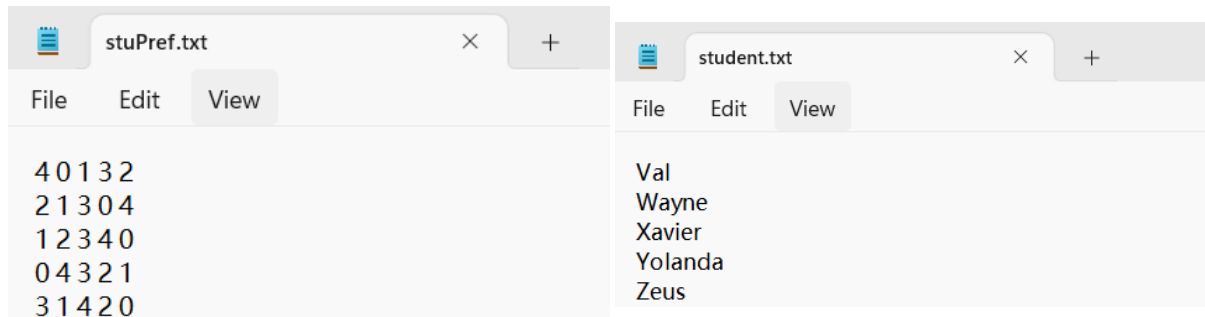 stuPref.txt
File Edit View
4 0 1 3 2
2 1 3 0 4
1 2 3 4 0
0 4 3 2 1
3 1 4 2 0
student.txt
File Edit View
Val
Wayne
Xavier
Yolanda
Zeus